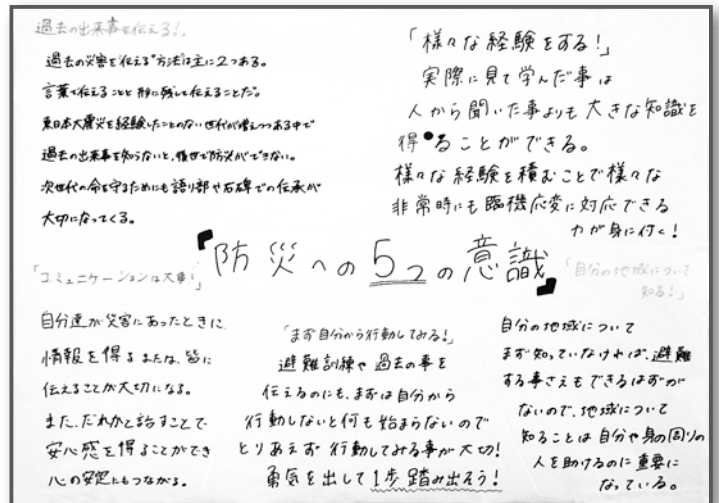 過去の出来事を伝える!」
過去の災害を伝える方法は主に2つある。
言葉で伝えることと形に残して伝えることだ。
東日本大震災を経験したことのない世代が増えつつある中で
過去の出来事を知らないと、後世で防災ができない。
次世代の命を守るためにも語り部や石碑での伝承が
大切になってくる。
「様々な経験をする!」
実際に見て学んだ事は
人から聞いた事よりも大きな知識を
得ることができる。
様々な経験を積むことで様々な
非常時にも臨機応変に対応できる
力が身に付く!
『防災への5つの意識』
「コミュニケーションは大事!」
自分達が災害にあったときに
情報を得るまたは、皆に
伝えることが大切になる。
また、だれかと話すことで
安心感を得ることができ
心の安定にもつながる。
「まず自分から行動してみる!」
避難訓練や過去の事を
伝えるのにも、まずは自分から
行動しないと何も始まらないので
とりあえず行動してみる事が大切!
勇気を出して1歩踏み出そう!
「自分の地域について
知る!」
自分の地域について
まず知っていなければ、避難
する事さえもできるはずが
ないので、地域について
知ることは自分や身の周りの
人を助けるのに重要に
なっている。